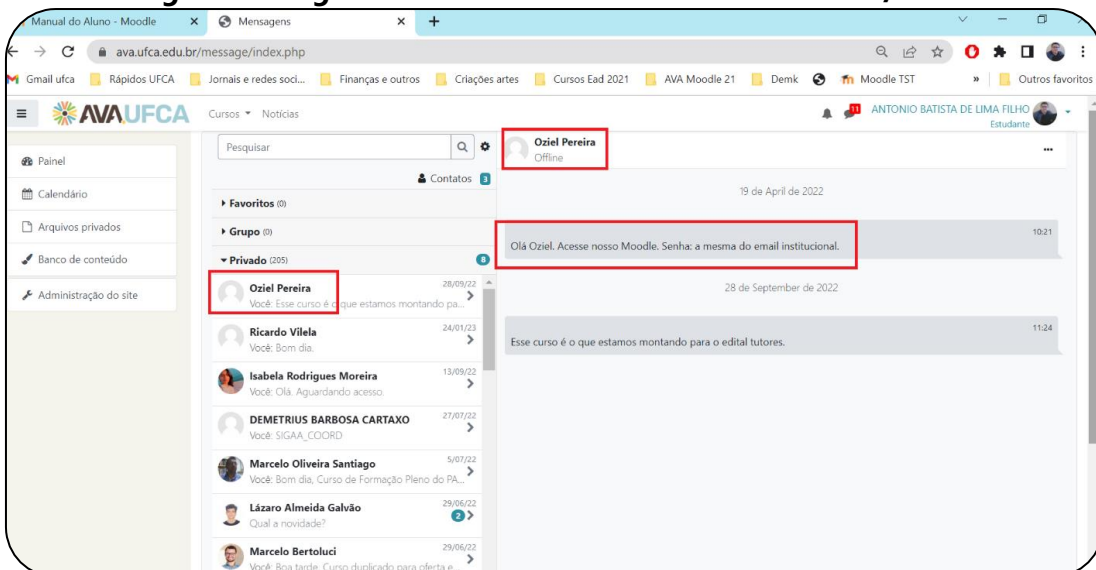 Manual do Aluno - Moodle
Mensagens
ava.ufca.edu.br/message/index.php
Gmail ufca
Rápidos UFCA
Jornais e redes soci...
Finanças e outros
Criações artes
Cursos Ead 2021
AVA Moodle 21
Demk
Moodle TST
»
Outros favoritos
AVA UFCA
Cursos
Notícias
11
ANTONIO BATISTA DE LIMA FILHO
Estudante
Painel
Calendário
Arquivos privados
Banco de conteúdo
Administração do site
Pesquisar
Contatos 3
Favoritos (0)
Grupo (0)
Privado (205) 8
Oziel Pereira 28/09/22
Você: Esse curso é o que estamos montando pa...
Ricardo Vilela 24/01/23
Você: Bom dia.
Isabela Rodrigues Moreira 13/09/22
Você: Olá. Aguardando acesso.
DEMETRIUS BARBOSA CARTAXO 27/07/22
Você: SIGAA_COORD
Marcelo Oliveira Santiago 5/07/22
Você: Bom dia, Curso de Formação Pleno do PA...
Lázaro Almeida Galvão 29/06/22
Qual a novidade? 2
Marcelo Bertoluci 29/06/22
Você: Boa tarde. Curso duplicado para oferta e
Oziel Pereira
Offline
19 de April de 2022
10:21
Olá Oziel. Acesse nosso Moodle. Senha: a mesma do email institucional.
28 de September de 2022
11:24
Esse curso é o que estamos montando para o edital tutores.